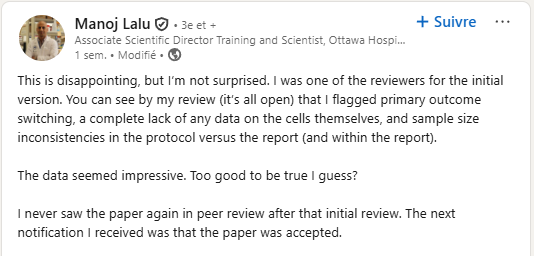 Manoj Lalu • 3e et +
+ Suivre ...
Associate Scientific Director Training and Scientist, Ottawa Hospi...
1 sem. • Modifié •
This is disappointing, but I'm not surprised. I was one of the reviewers for the initial
version. You can see by my review (it's all open) that I flagged primary outcome
switching, a complete lack of any data on the cells themselves, and sample size
inconsistencies in the protocol versus the report (and within the report).
The data seemed impressive. Too good to be true I guess?
I never saw the paper again in peer review after that initial review. The next
notification I received was that the paper was accepted.